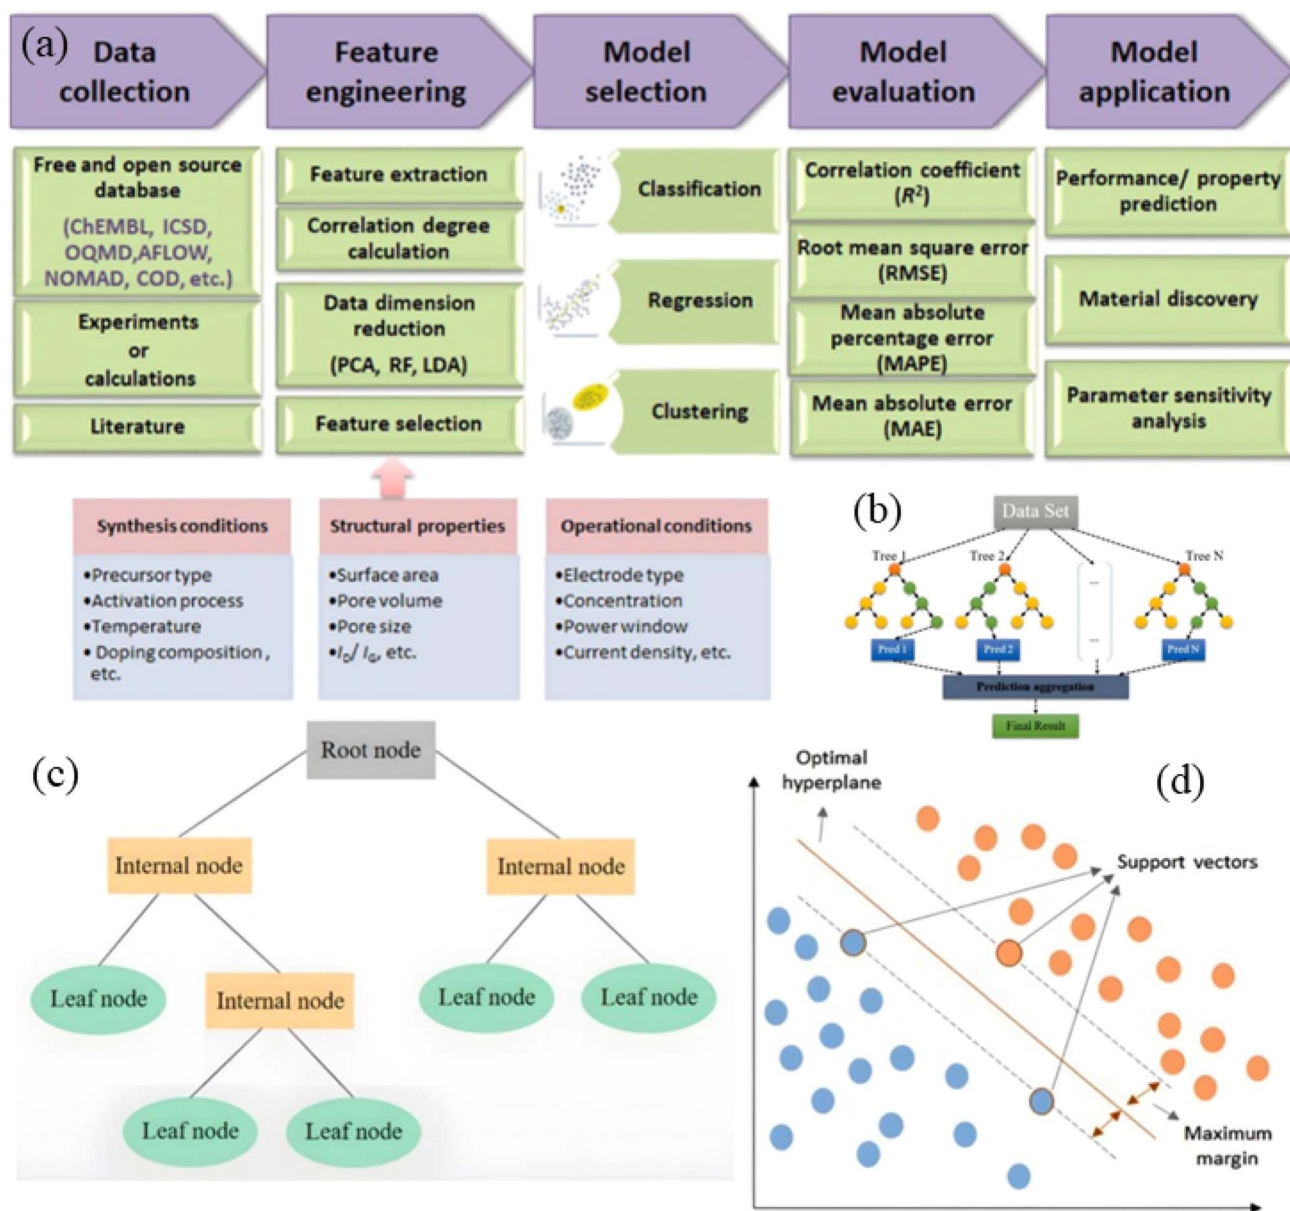 (a)
Data
collection
Feature
engineering
Model
selection
Model
evaluation
Model
application
Free and open source
database
(ChEMBL, ICSD,
OQMD,AFLOW,
NOMAD, COD, etc.)
Experiments
or
calculations
Literature
Feature extraction
Correlation degree
calculation
Data dimension
reduction
(PCA, RF, LDA)
Feature selection
Classification
Regression
Clustering
Correlation coefficient
(R²)
Root mean square error
(RMSE)
Mean absolute
percentage error
(MAPE)
Mean absolute error
(MAE)
Performance/ property
prediction
Material discovery
Parameter sensitivity
analysis
Synthesis conditions
•Precursor type
•Activation process
•Temperature
• Doping composition ,
etc.
Structural properties
•Surface area
•Pore volume
•Pore size
•I_D/ I_G, etc.
Operational conditions
•Electrode type
•Concentration
•Power window
•Current density, etc.
(b)
Data Set
Tree 1
Tree 2
Tree N
...
...
Pred 1
Pred 2
Pred N
Prediction aggregation
Final Result
(c)
Root node
Internal node
Internal node
Leaf node
Internal node
Leaf node
Leaf node
Leaf node
Leaf node
(d)
Optimal
hyperplane
Support vectors
Maximum
margin